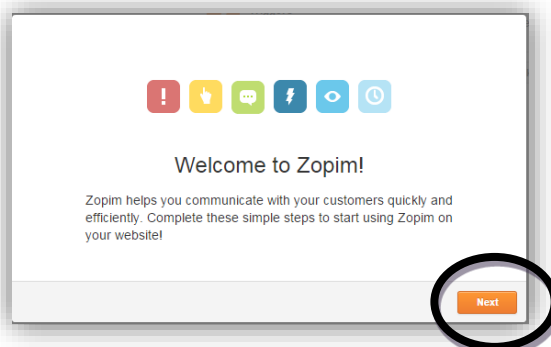 Welcome to Zopim!
Zopim helps you communicate with your customers quickly and
efficiently. Complete these simple steps to start using Zopim on
your website!
Next